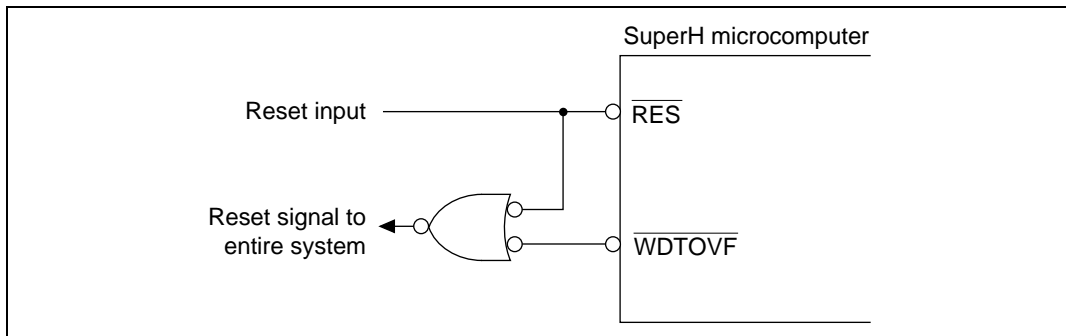 SuperH microcomputer
Reset input
RES
Reset signal to
entire system
WDTOVF